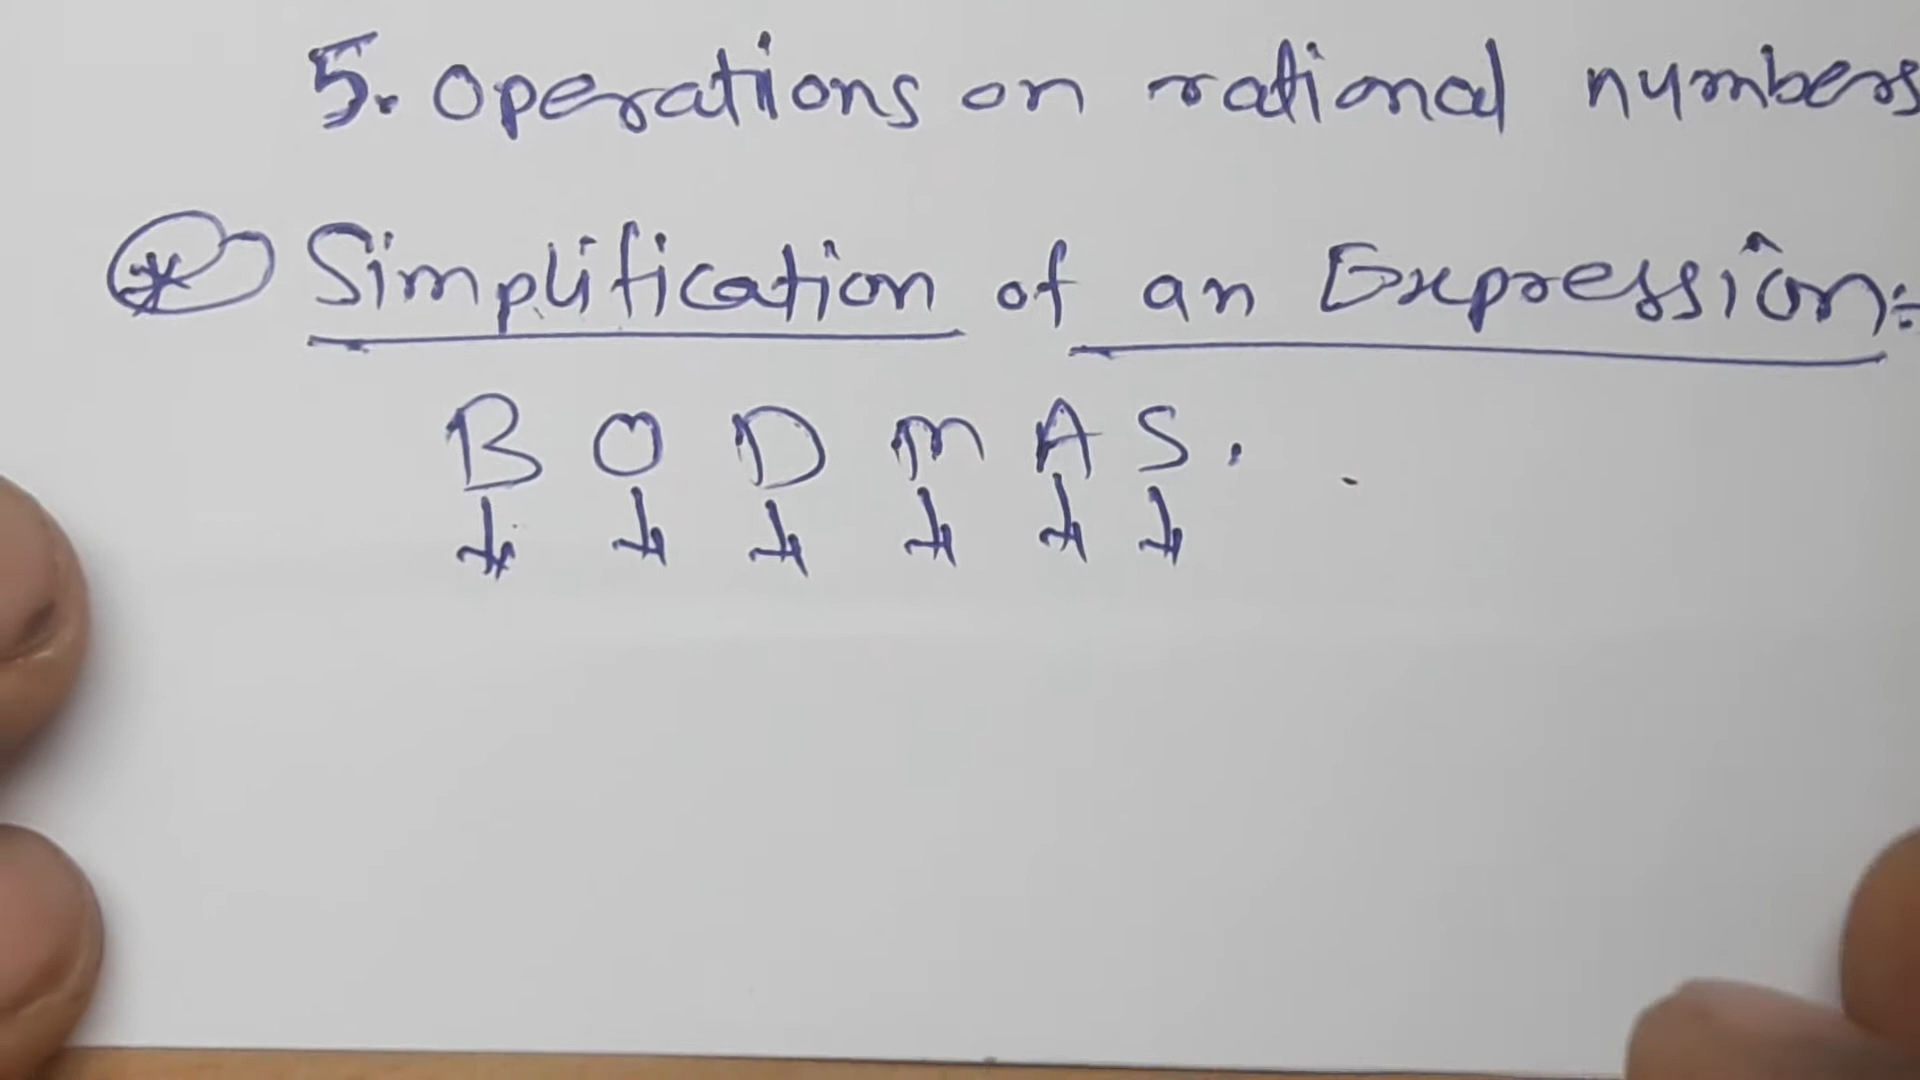 5. Operations on rational numbers
* Simplification of an Expression:-
B O D M A S.
↓ ↓ ↓ ↓ ↓ ↓